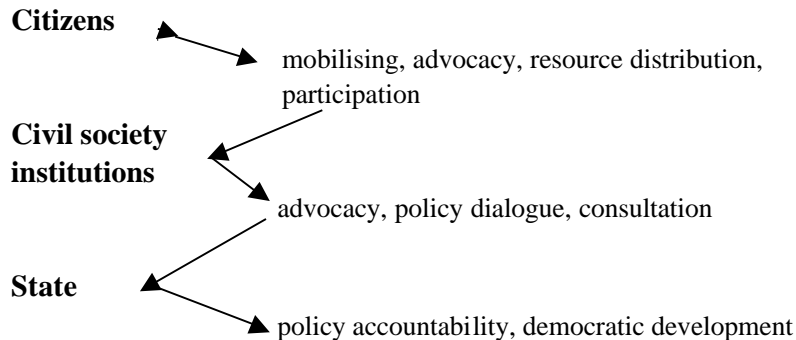 Citizens
mobilising, advocacy, resource distribution,
participation
Civil society
institutions
advocacy, policy dialogue, consultation
State
policy accountability, democratic development